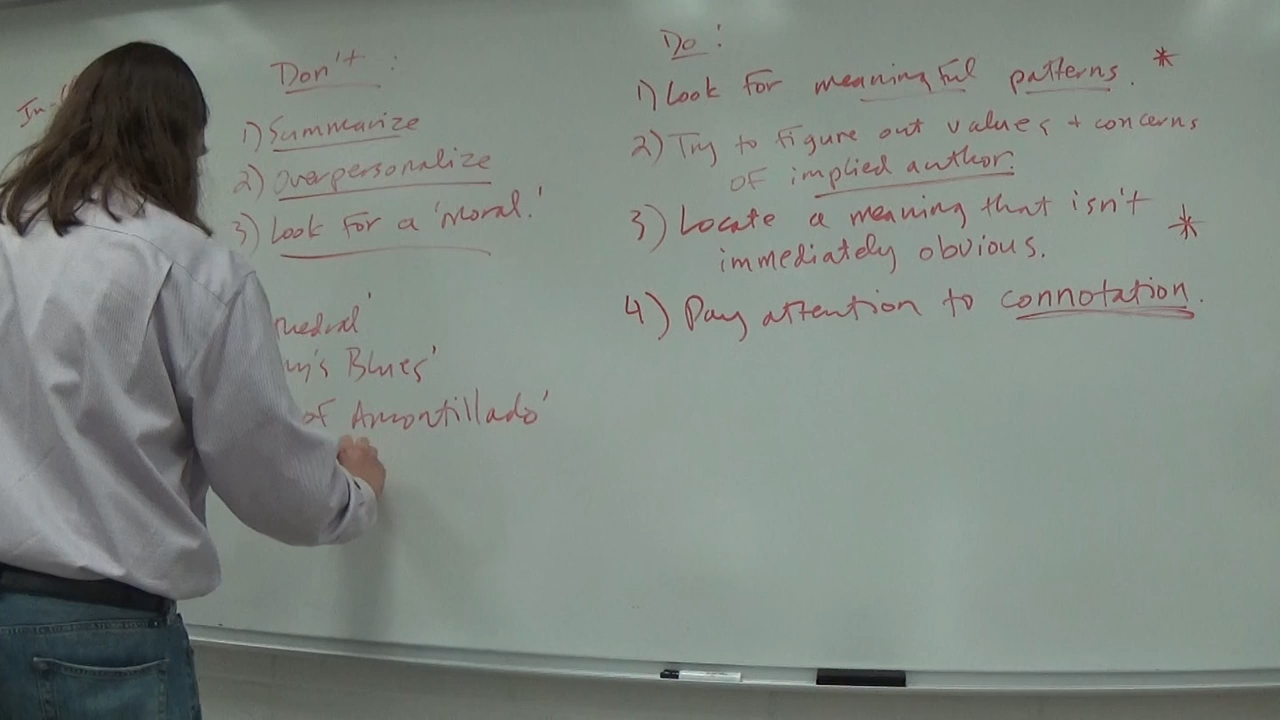 Don't :
1) Summarize
2) overpersonalize
3) Look for a 'moral.'
hedral'
ny's Blues'
of Amontillado'
Do :
1) Look for meaningful patterns. *
2) Try to figure out values + concerns
of implied author.
3) Locate a meaning that isn't *
immediately obvious.
4) Pay attention to connotation.